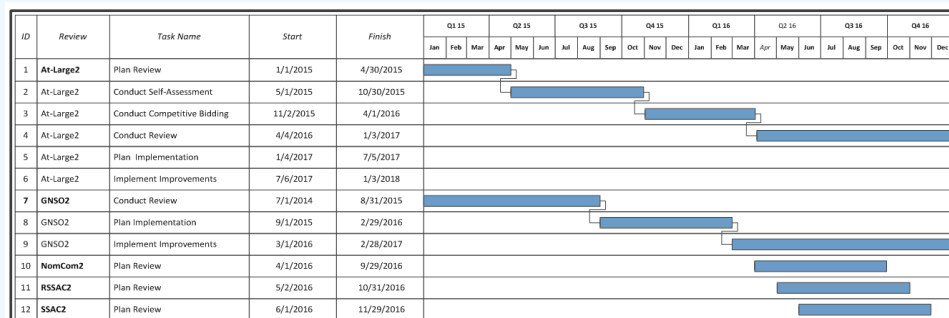 ID Review Task Name Start Finish Q1 15 Q2 15 Q3 15 Q4 15 Q1 16 Q2 16 Q3 16 Q4 16
Jan Feb Mar Apr May Jun Jul Aug Sep Oct Nov Dec Jan Feb Mar Apr May Jun Jul Aug Sep Oct Nov Dec
1 At-Large2 Plan Review 1/1/2015 4/30/2015
2 At-Large2 Conduct Self-Assessment 5/1/2015 10/30/2015
3 At-Large2 Conduct Competitive Bidding 11/2/2015 4/1/2016
4 At-Large2 Conduct Review 4/4/2016 1/3/2017
5 At-Large2 Plan Implementation 1/4/2017 7/5/2017
6 At-Large2 Implement Improvements 7/6/2017 1/3/2018
7 GNSO2 Conduct Review 7/1/2014 8/31/2015
8 GNSO2 Plan Implementation 9/1/2015 2/29/2016
9 GNSO2 Implement Improvements 3/1/2016 2/28/2017
10 NomCom2 Plan Review 4/1/2016 9/29/2016
11 RSSAC2 Plan Review 5/2/2016 10/31/2016
12 SSAC2 Plan Review 6/1/2016 11/29/2016